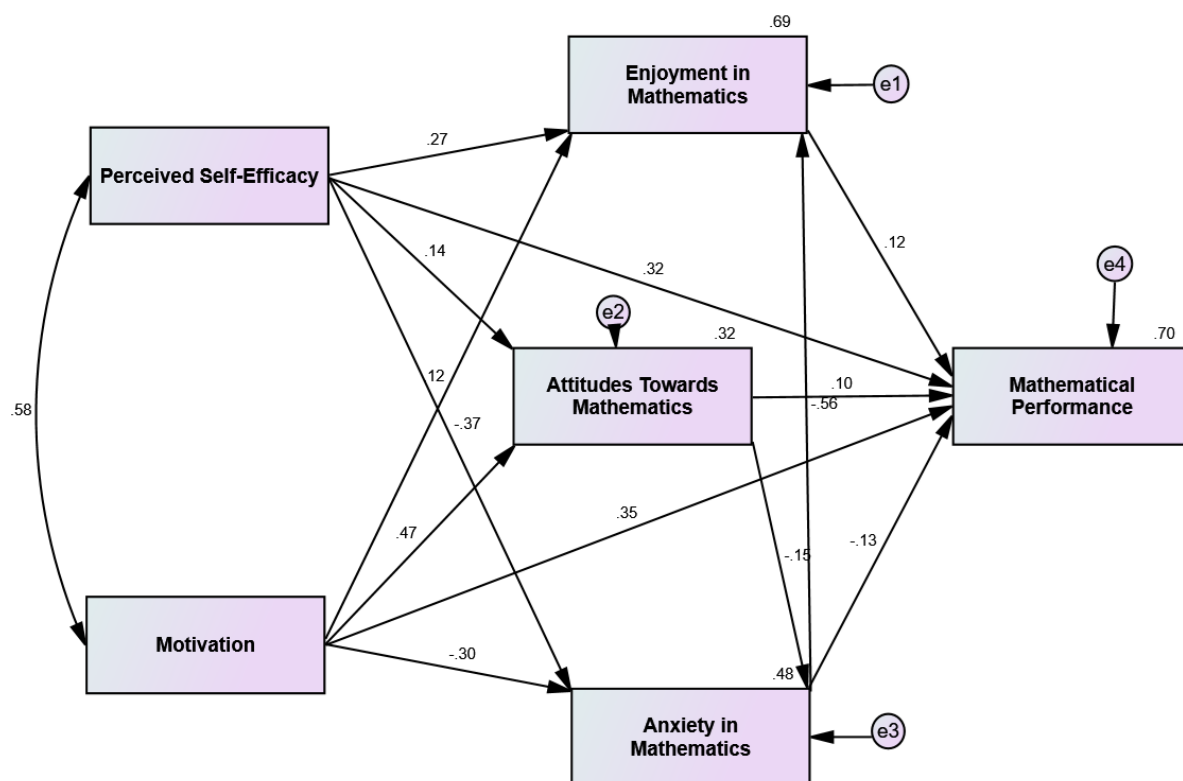 .69
Enjoyment in
Mathematics
e1
Perceived Self-Efficacy
.27
.14
.32
.12
e4
e2
.32
.70
Attitudes Towards
Mathematics
.10
-.56
Mathematical
Performance
12
-.37
.58
.47
.35
-.15
-.13
Motivation
-.30
.48
Anxiety in
Mathematics
e3